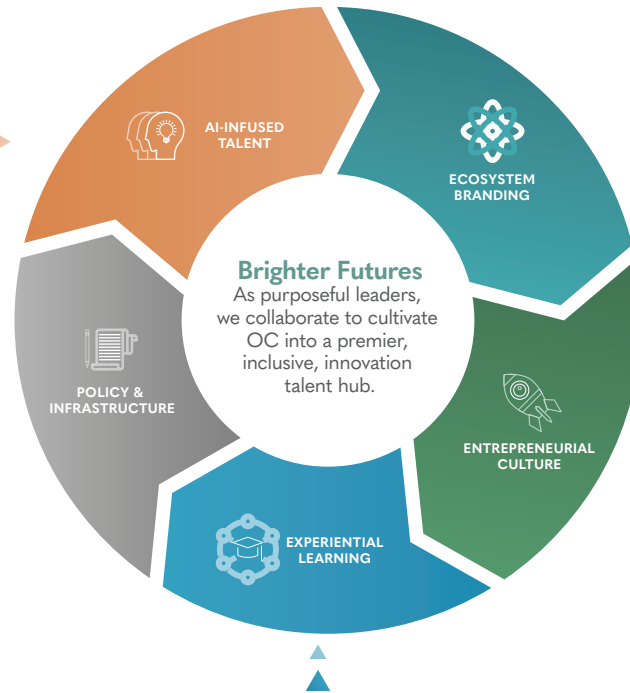 AI-INFUSED
TALENT
ECOSYSTEM
BRANDING
Brighter Futures
As purposeful leaders,
we collaborate to cultivate
OC into a premier,
inclusive, innovation
talent hub.
POLICY &
INFRASTRUCTURE
ENTREPRENEURIAL
CULTURE
EXPERIENTIAL
LEARNING